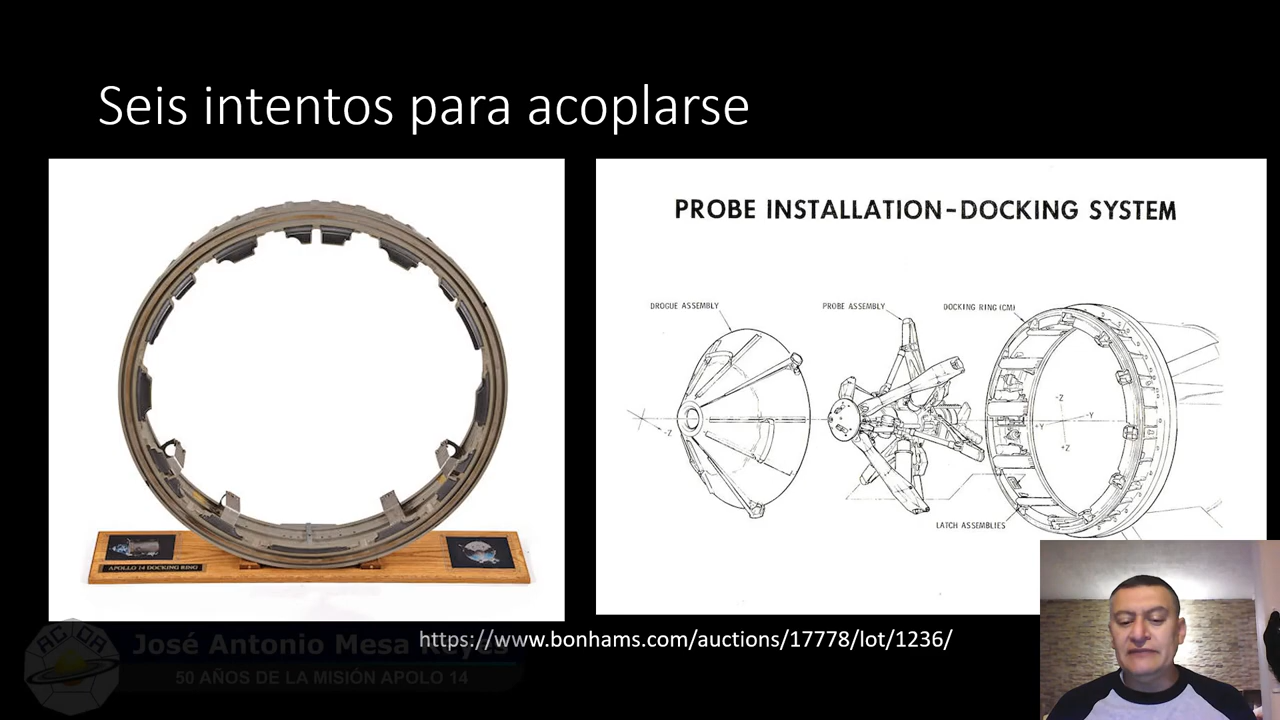 Seis intentos para acoplarse
PROBE INSTALLATION-DOCKING SYSTEM
DROGUE ASSEMBLY
PROBE ASSEMBLY
DOCKING RING (CM)
-Z
-Z
-Y
+Y
+Z
LATCH ASSEMBLIES
APOLLO 14 DOCKING RING
https://www.bonhams.com/auctions/17778/lot/1236/
José Antonio Mesa Reyes
50 AÑOS DE LA MISIÓN APOLO 14